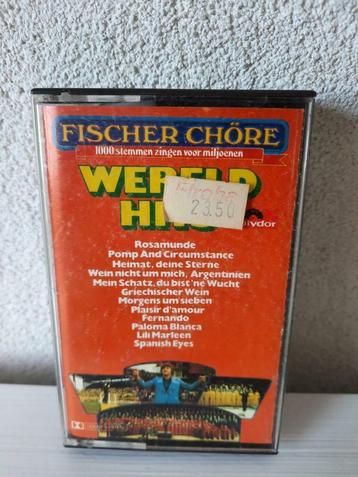 FISCHER CHÖRE
1000 stemmen zingen voor miljoenen
WERELD
HITS
23.50
Rosamunde
Pomp And Circumstance
Heimat, deine Sterne
Wein nicht um mich, Argentinien
Mein Schatz, du bist 'ne Wucht
Griechischer Wein
Morgens um sieben
Plaisir d'amour
Fernando
Paloma Blanca
Lili Marleen
Spanish Eyes